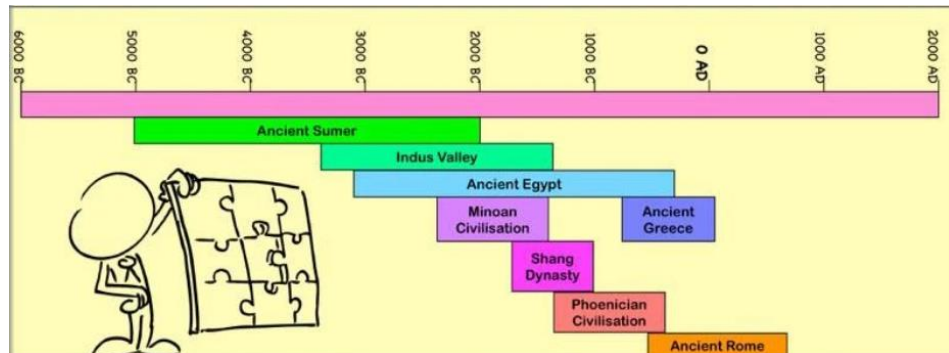 6000 BC
5000 BC
4000 BC
3000 BC
2000 BC
1000 BC
0 AD
1000 AD
2000 AD
Ancient Sumer
Indus Valley
Ancient Egypt
Minoan
Civilisation
Ancient
Greece
Shang
Dynasty
Phoenician
Civilisation
Ancient Rome